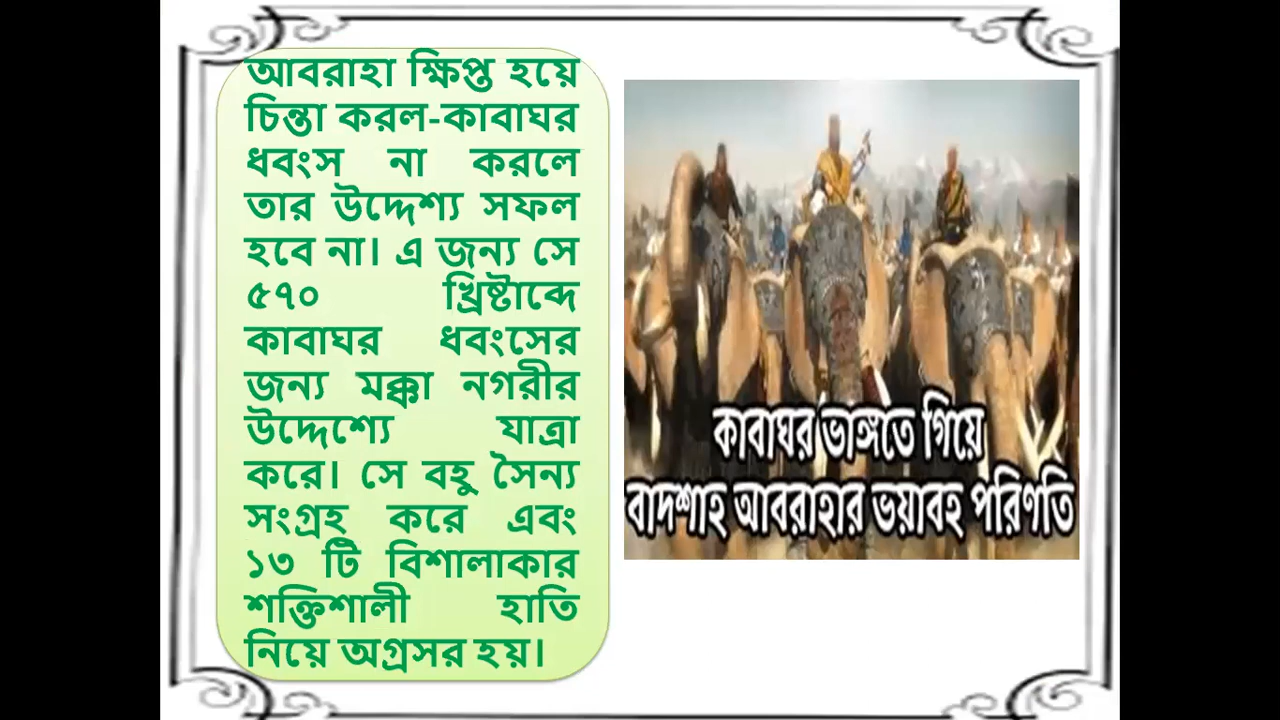 আবরাহা ক্ষিপ্ত হয়ে
চিন্তা করল-কাবাঘর
ধবংস না করলে
তার উদ্দেশ্য সফল
হবে না। এ জন্য সে
৫৭০ খ্রিষ্টাব্দে
কাবাঘর ধবংসের
জন্য মক্কা নগরীর
উদ্দেশ্যে যাত্রা
করে। সে বহু সৈন্য
সংগ্রহ করে এবং
১৩ টি বিশালাকার
শক্তিশালী হাতি
নিয়ে অগ্রসর হয়।
কাবাঘর ভাঙ্গতে গিয়ে
বাদশাহ আবরাহার ভয়াবহ পরিণতি